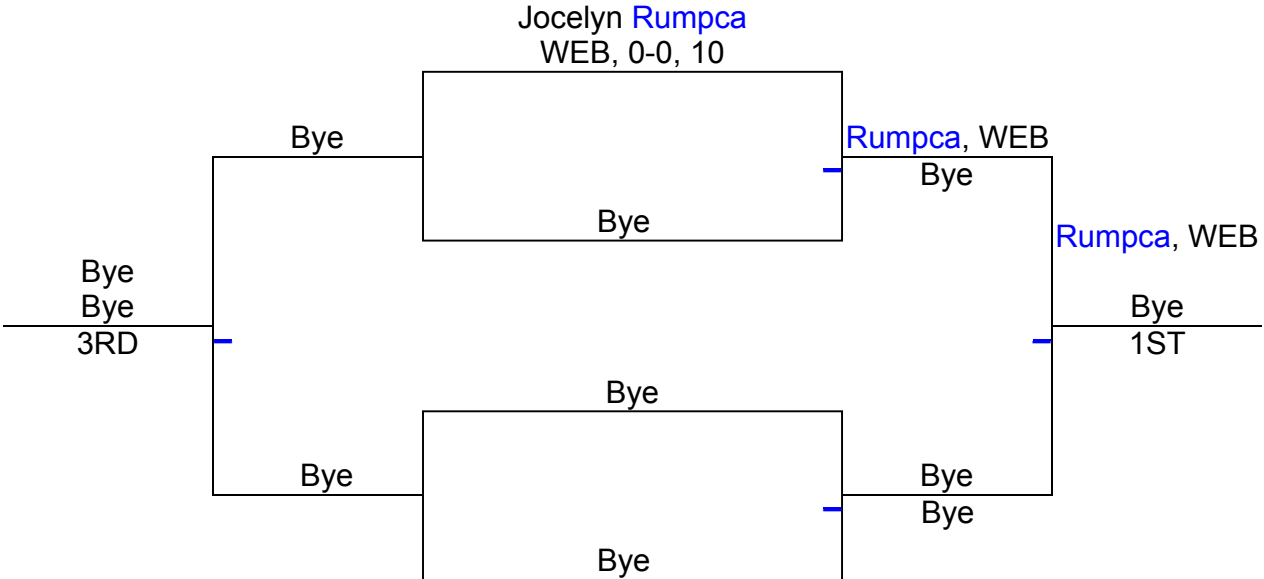 Jocelyn Rumpca
WEB, 0-0, 10
Bye
Rumpca, WEB
Bye
Bye
Rumpca, WEB
Bye
Bye
3RD
Bye
1ST
Bye
Bye
Bye
Bye
Bye